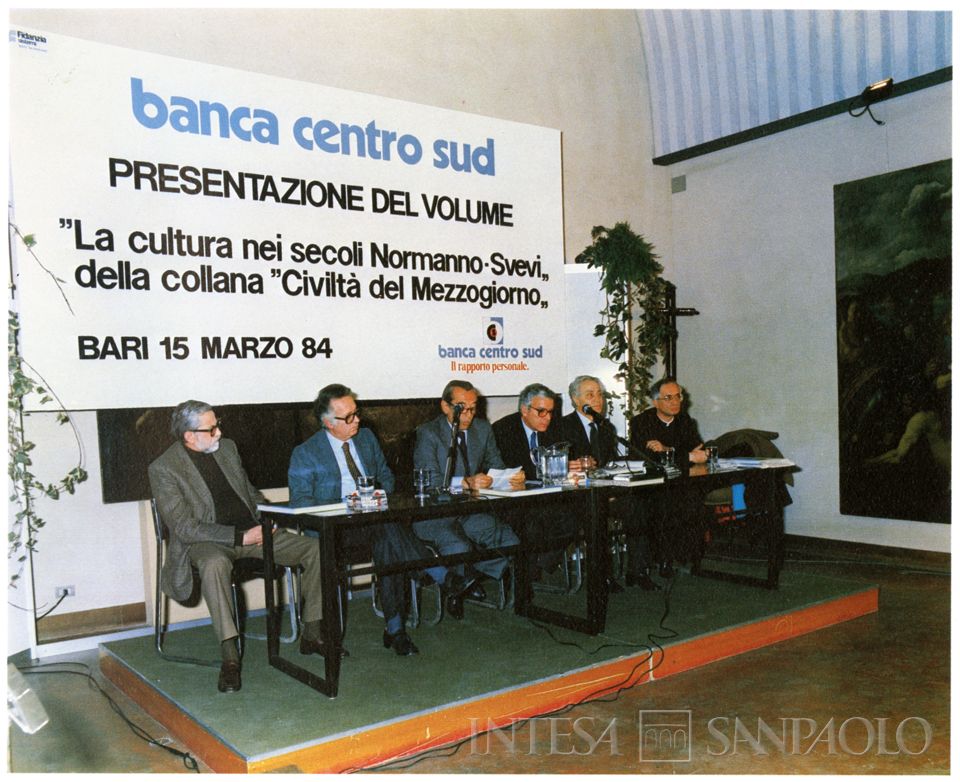 Fidanzia
sistemi
banca centro sud
PRESENTAZIONE DEL VOLUME
"La cultura nei secoli Normanno-Svevi„
della collana "Civiltà del Mezzogiorno„
BARI 15 MARZO 84
banca centro sud
Il rapporto personale.
INTESA SANPAOLO